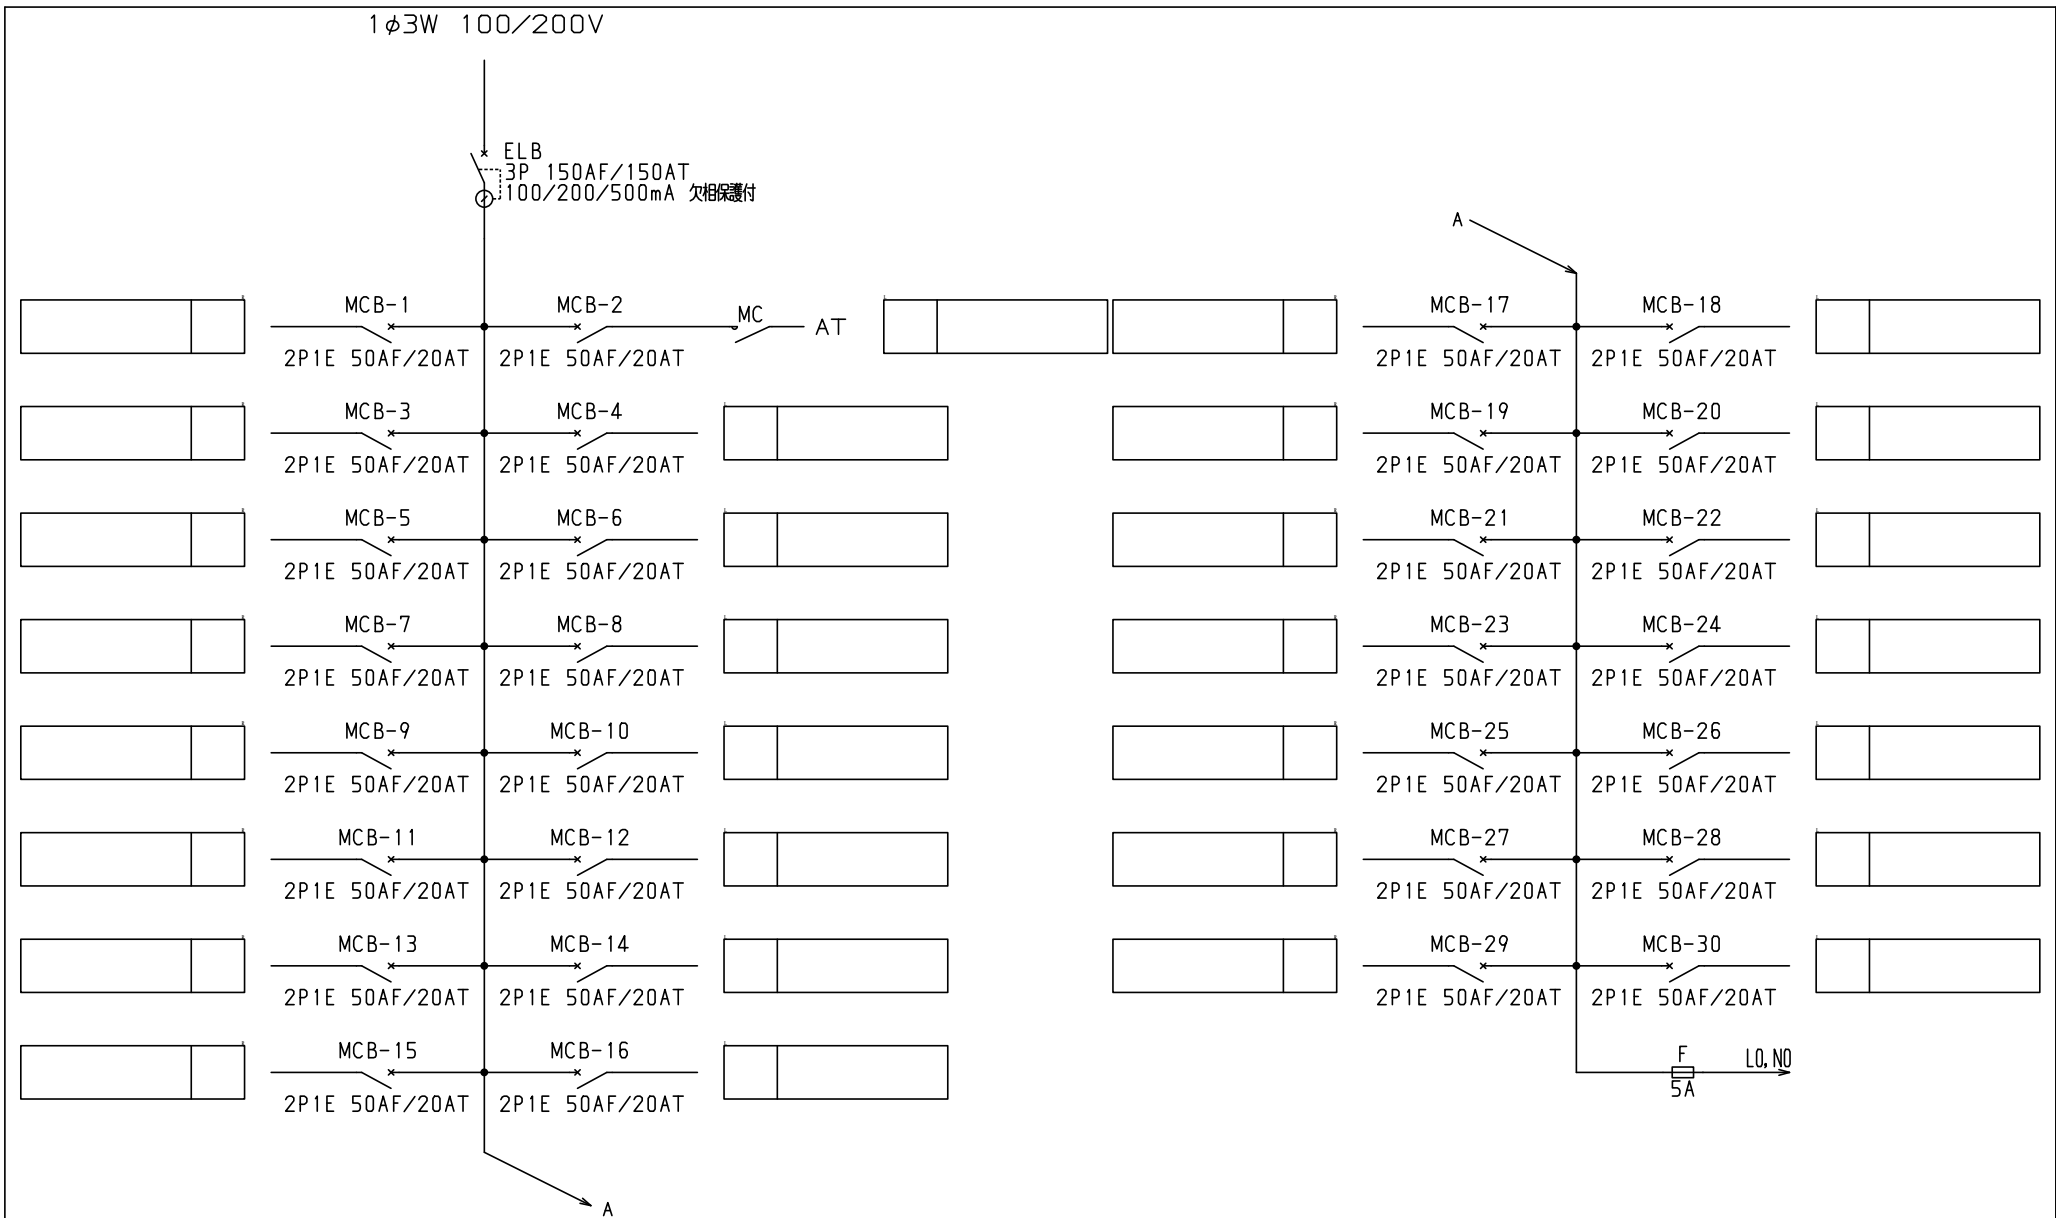 1φ3W 100/200V
ELB
3P 150AF/150AT
100/200/500mA 欠相保護付
MCB-1 MCB-2 MC AT
2P1E 50AF/20AT 2P1E 50AF/20AT
MCB-3 MCB-4
2P1E 50AF/20AT 2P1E 50AF/20AT
MCB-5 MCB-6
2P1E 50AF/20AT 2P1E 50AF/20AT
MCB-7 MCB-8
2P1E 50AF/20AT 2P1E 50AF/20AT
MCB-9 MCB-10
2P1E 50AF/20AT 2P1E 50AF/20AT
MCB-11 MCB-12
2P1E 50AF/20AT 2P1E 50AF/20AT
MCB-13 MCB-14
2P1E 50AF/20AT 2P1E 50AF/20AT
MCB-15 MCB-16
2P1E 50AF/20AT 2P1E 50AF/20AT
A
A
MCB-17 MCB-18
2P1E 50AF/20AT 2P1E 50AF/20AT
MCB-19 MCB-20
2P1E 50AF/20AT 2P1E 50AF/20AT
MCB-21 MCB-22
2P1E 50AF/20AT 2P1E 50AF/20AT
MCB-23 MCB-24
2P1E 50AF/20AT 2P1E 50AF/20AT
MCB-25 MCB-26
2P1E 50AF/20AT 2P1E 50AF/20AT
MCB-27 MCB-28
2P1E 50AF/20AT 2P1E 50AF/20AT
MCB-29 MCB-30
2P1E 50AF/20AT 2P1E 50AF/20AT
F L0,N0
5A